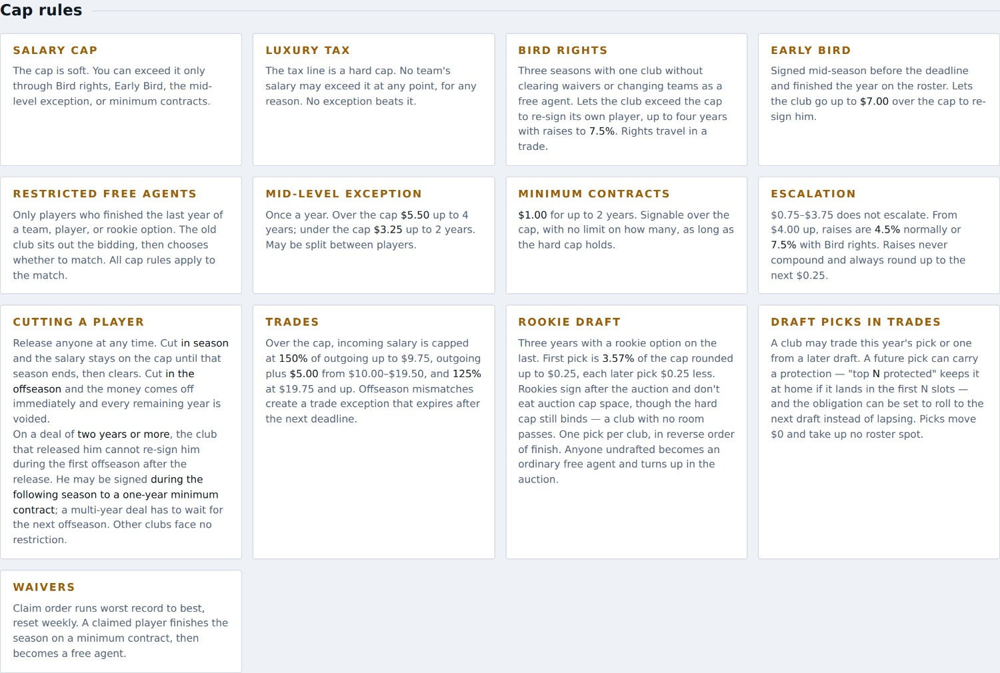 Cap rules
SALARY CAP
The cap is soft. You can exceed it only
through Bird rights, Early Bird, the mid-
level exception, or minimum contracts.
LUXURY TAX
The tax line is a hard cap. No team's
salary may exceed it at any point, for any
reason. No exception beats it.
BIRD RIGHTS
Three seasons with one club without
clearing waivers or changing teams as a
free agent. Lets the club exceed the cap
to re-sign its own player, up to four years
with raises to 7.5%. Rights travel in a
trade.
EARLY BIRD
Signed mid-season before the deadline
and finished the year on the roster. Lets
the club go up to $7.00 over the cap to re-
sign him.
RESTRICTED FREE AGENTS
Only players who finished the last year of
a team, player, or rookie option. The old
club sits out the bidding, then chooses
whether to match. All cap rules apply to
the match.
MID-LEVEL EXCEPTION
Once a year. Over the cap $5.50 up to 4
years; under the cap $3.25 up to 2 years.
May be split between players.
MINIMUM CONTRACTS
$1.00 for up to 2 years. Signable over the
cap, with no limit on how many, as long as
the hard cap holds.
ESCALATION
$0.75–$3.75 does not escalate. From
$4.00 up, raises are 4.5% normally or
7.5% with Bird rights. Raises never
compound and always round up to the
next $0.25.
CUTTING A PLAYER
Release anyone at any time. Cut in season
and the salary stays on the cap until that
season ends, then clears. Cut in the
offseason and the money comes off
immediately and every remaining year is
voided.
On a deal of two years or more, the club
that released him cannot re-sign him
during the first offseason after the
release. He may be signed during the
following season to a one-year minimum
contract; a multi-year deal has to wait for
the next offseason. Other clubs face no
restriction.
TRADES
Over the cap, incoming salary is capped
at 150% of outgoing up to $9.75, outgoing
plus $5.00 from $10.00–$19.50, and 125%
at $19.75 and up. Offseason mismatches
create a trade exception that expires after
the next deadline.
ROOKIE DRAFT
Three years with a rookie option on the
last. First pick is 3.57% of the cap rounded
up to $0.25, each later pick $0.25 less.
Rookies sign after the auction and don't
eat auction cap space, though the hard
cap still binds — a club with no room
passes. One pick per club, in reverse order
of finish. Anyone undrafted becomes an
ordinary free agent and turns up in the
auction.
DRAFT PICKS IN TRADES
A club may trade this year's pick or one
from a later draft. A future pick can carry
a protection — "top N protected" keeps it
at home if it lands in the first N slots —
and the obligation can be set to roll to the
next draft instead of lapsing. Picks move
$0 and take up no roster spot.
WAIVERS
Claim order runs worst record to best,
reset weekly. A claimed player finishes the
season on a minimum contract, then
becomes a free agent.